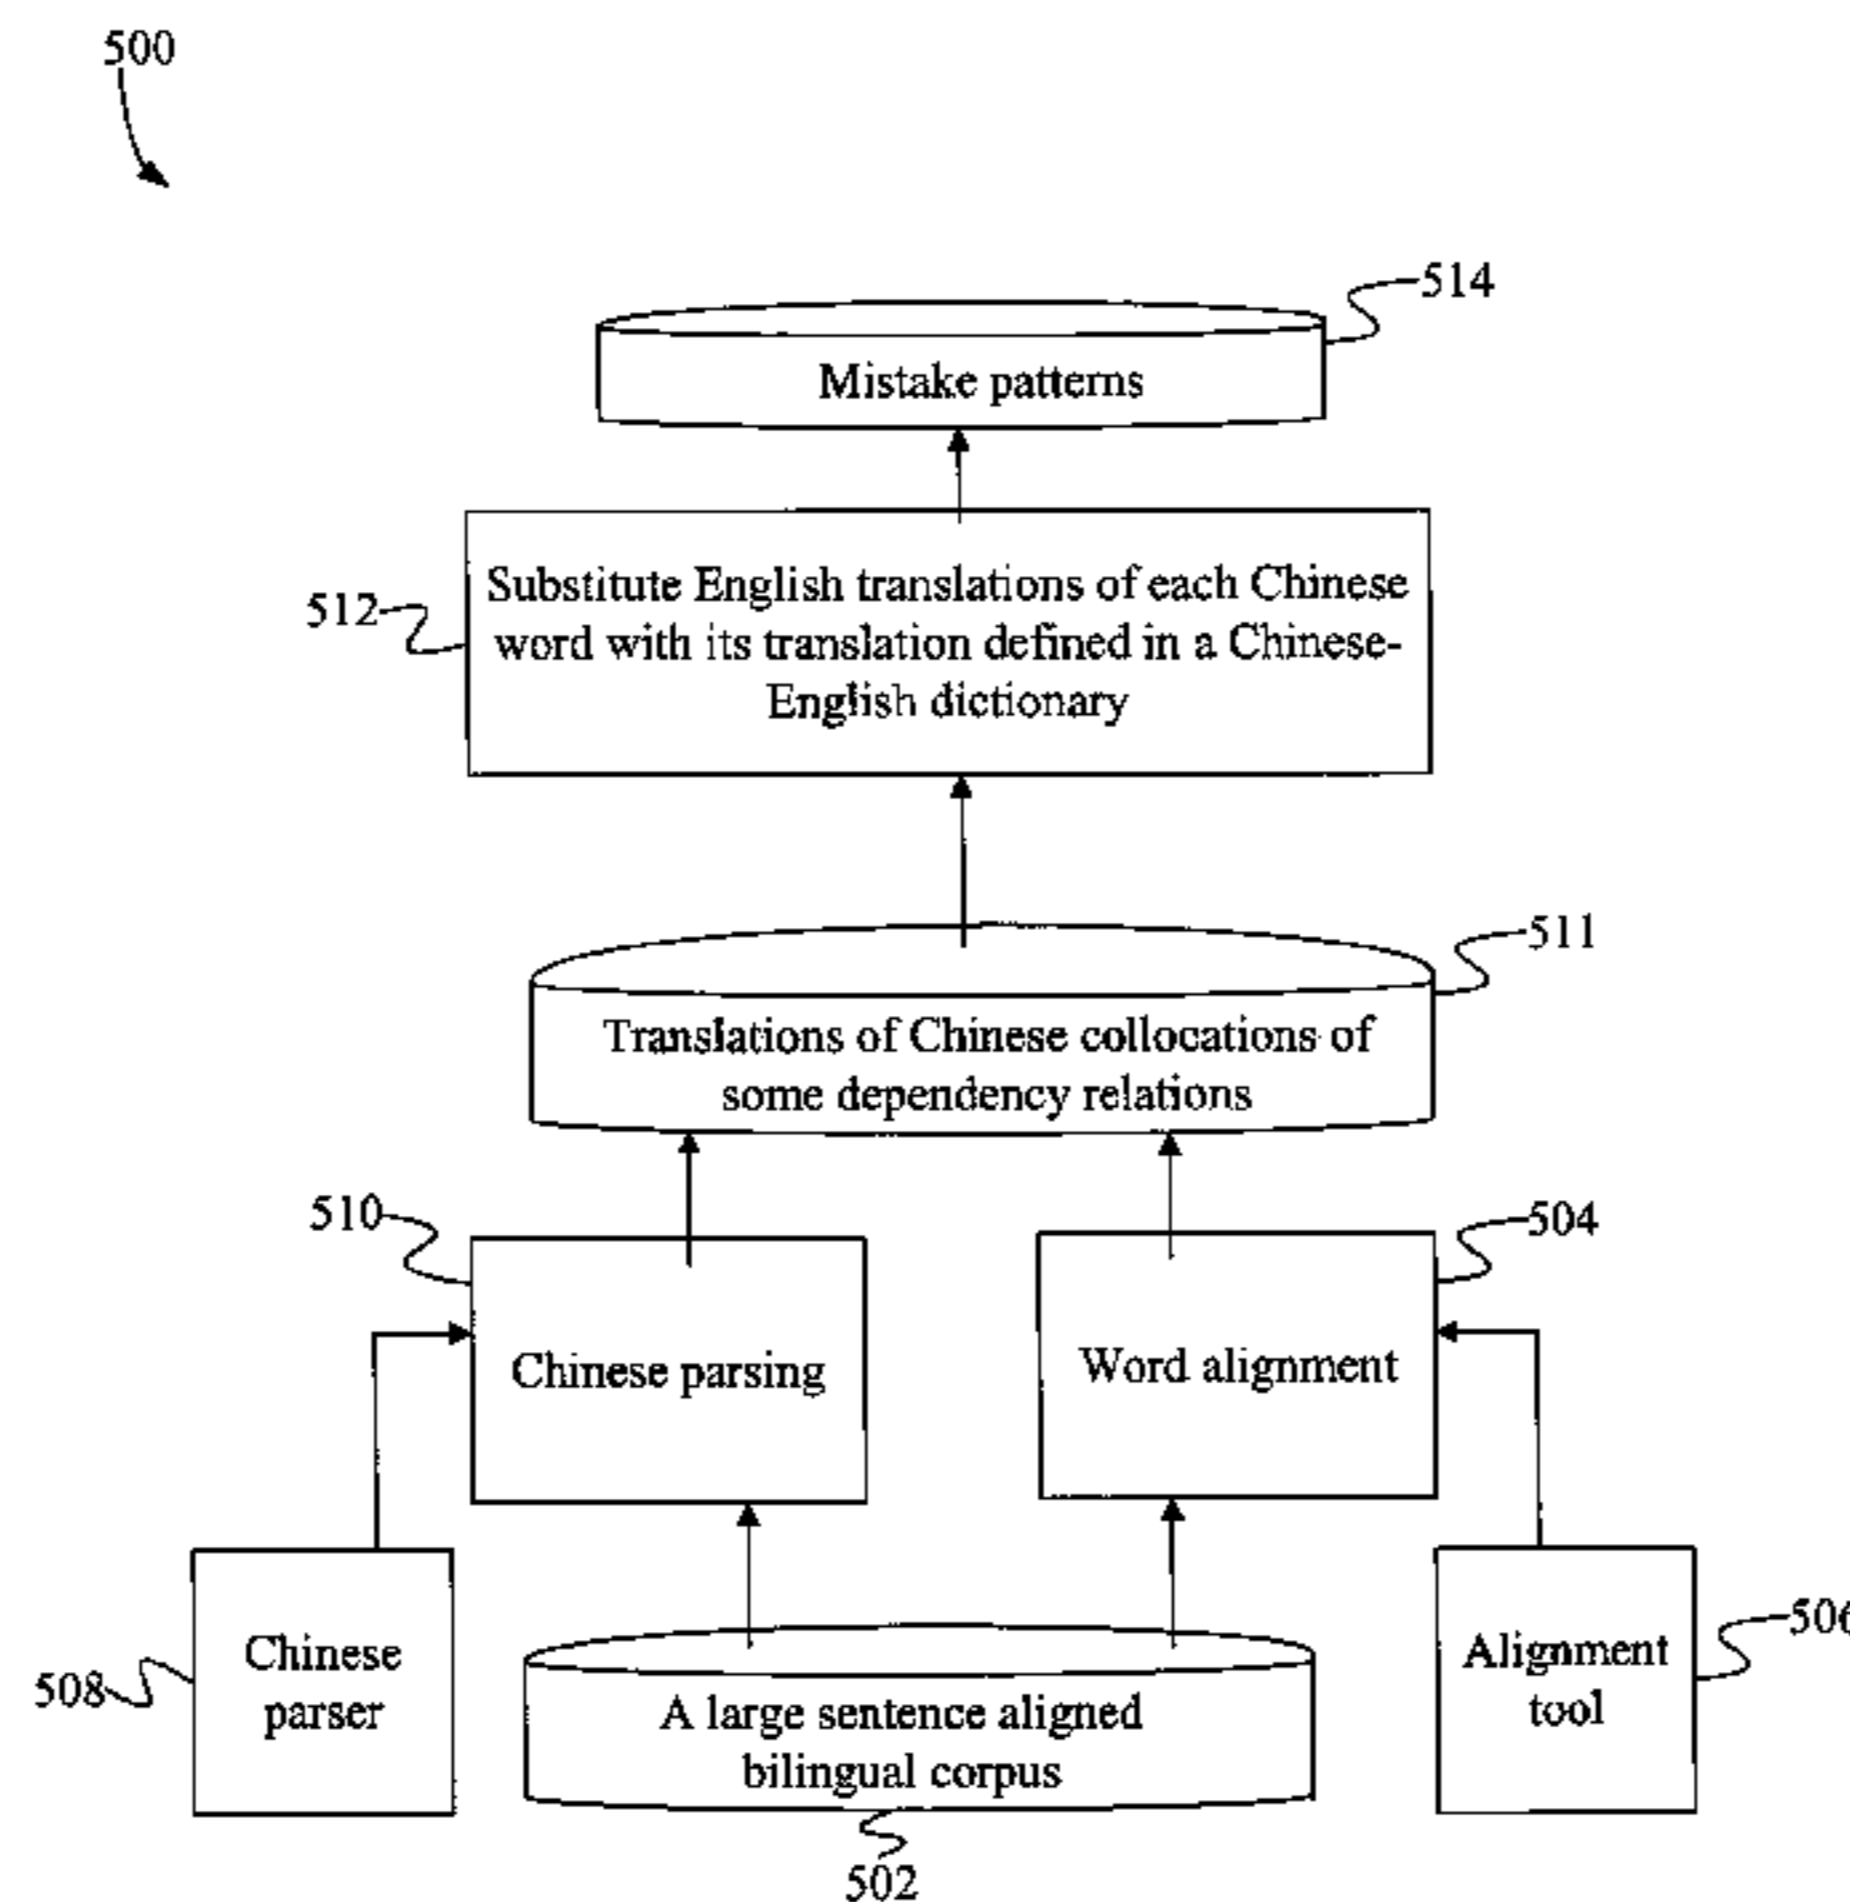 500
514
Mistake patterns
512
Substitute English translations of each Chinese
word with its translation defined in a Chinese-
English dictionary
511
Translations of Chinese collocations of
some dependency relations
510
504
Chinese parsing
Word alignment
508
Chinese
parser
A large sentence aligned
bilingual corpus
Alignment
tool
506
502